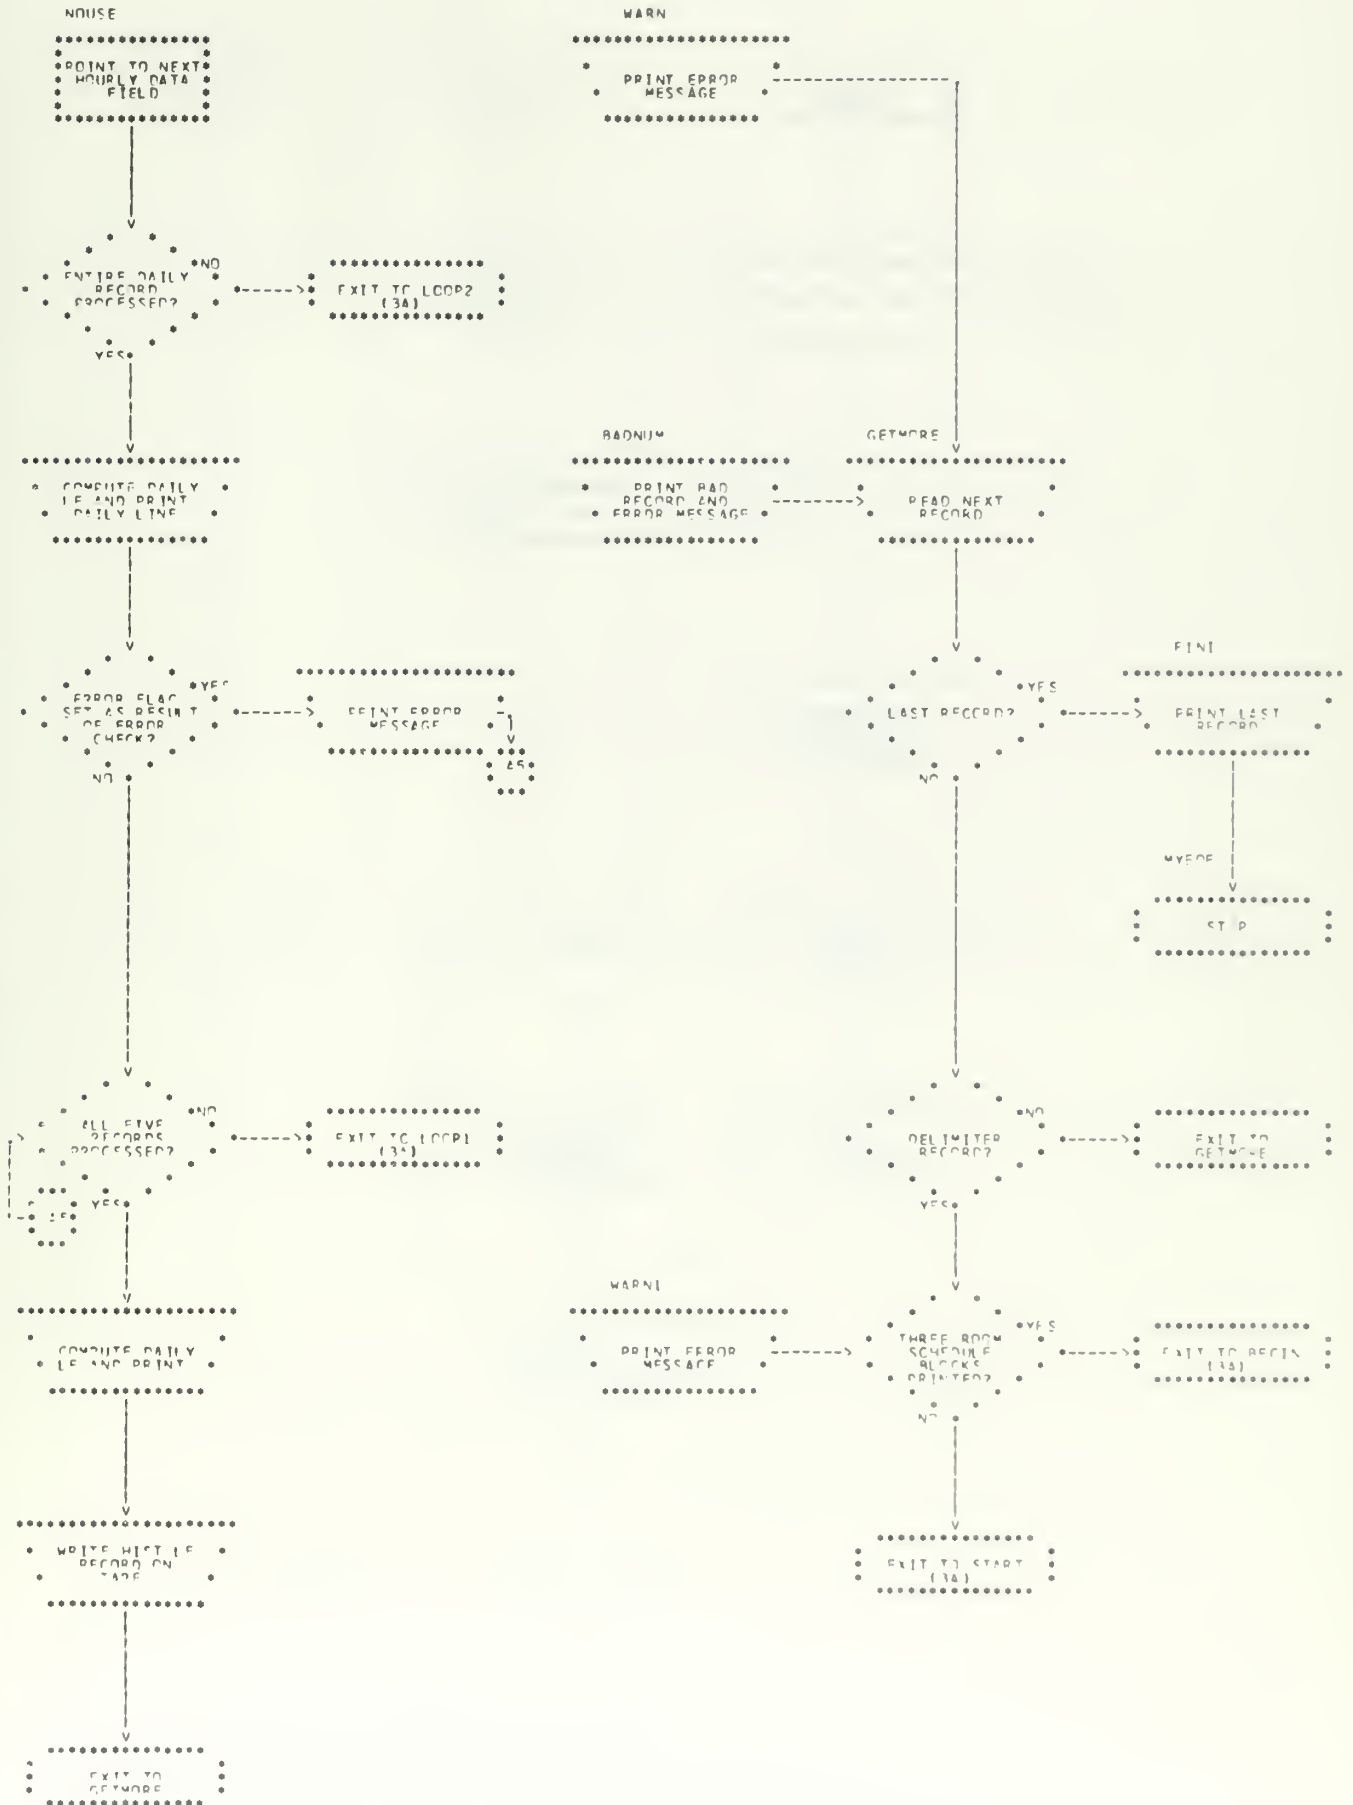 NOUSE
POINT TO NEXT
HOURLY DATA
FIELD
ENTIRE DAILY
RECORD
PROCESSED?
NO
EXIT TO LOOP2
(3A)
YES
COMPUTE DAILY
LF AND PRINT
DAILY LINE
ERROR FLAG
SET AS RESULT
OF ERROR
CHECK?
YES
PRINT ERROR
MESSAGE
NO
ALL FIVE
RECORDS
PROCESSED?
NO
EXIT TO LOOP1
(3A)
YES
COMPUTE DAILY
LF AND PRINT
WRITE HIST LF
RECORD ON
TAPE
EXIT TO
GETMORE
WARN
PRINT ERROR
MESSAGE
BADNUM
PRINT BAD
RECORD AND
ERROR MESSAGE
GETMORE
READ NEXT
RECORD
LAST RECORD?
YES
FINI
PRINT LAST
RECORD
NO
MYEOF
ST P
DELIMITER
RECORD?
NO
EXIT TO
GETMORE
YES
WARN1
PRINT ERROR
MESSAGE
THREE ROOM
SCHEDULE
BLOCKS
PRINTED?
YES
EXIT TO BEGIN
(3A)
NO
EXIT TO START
(3A)